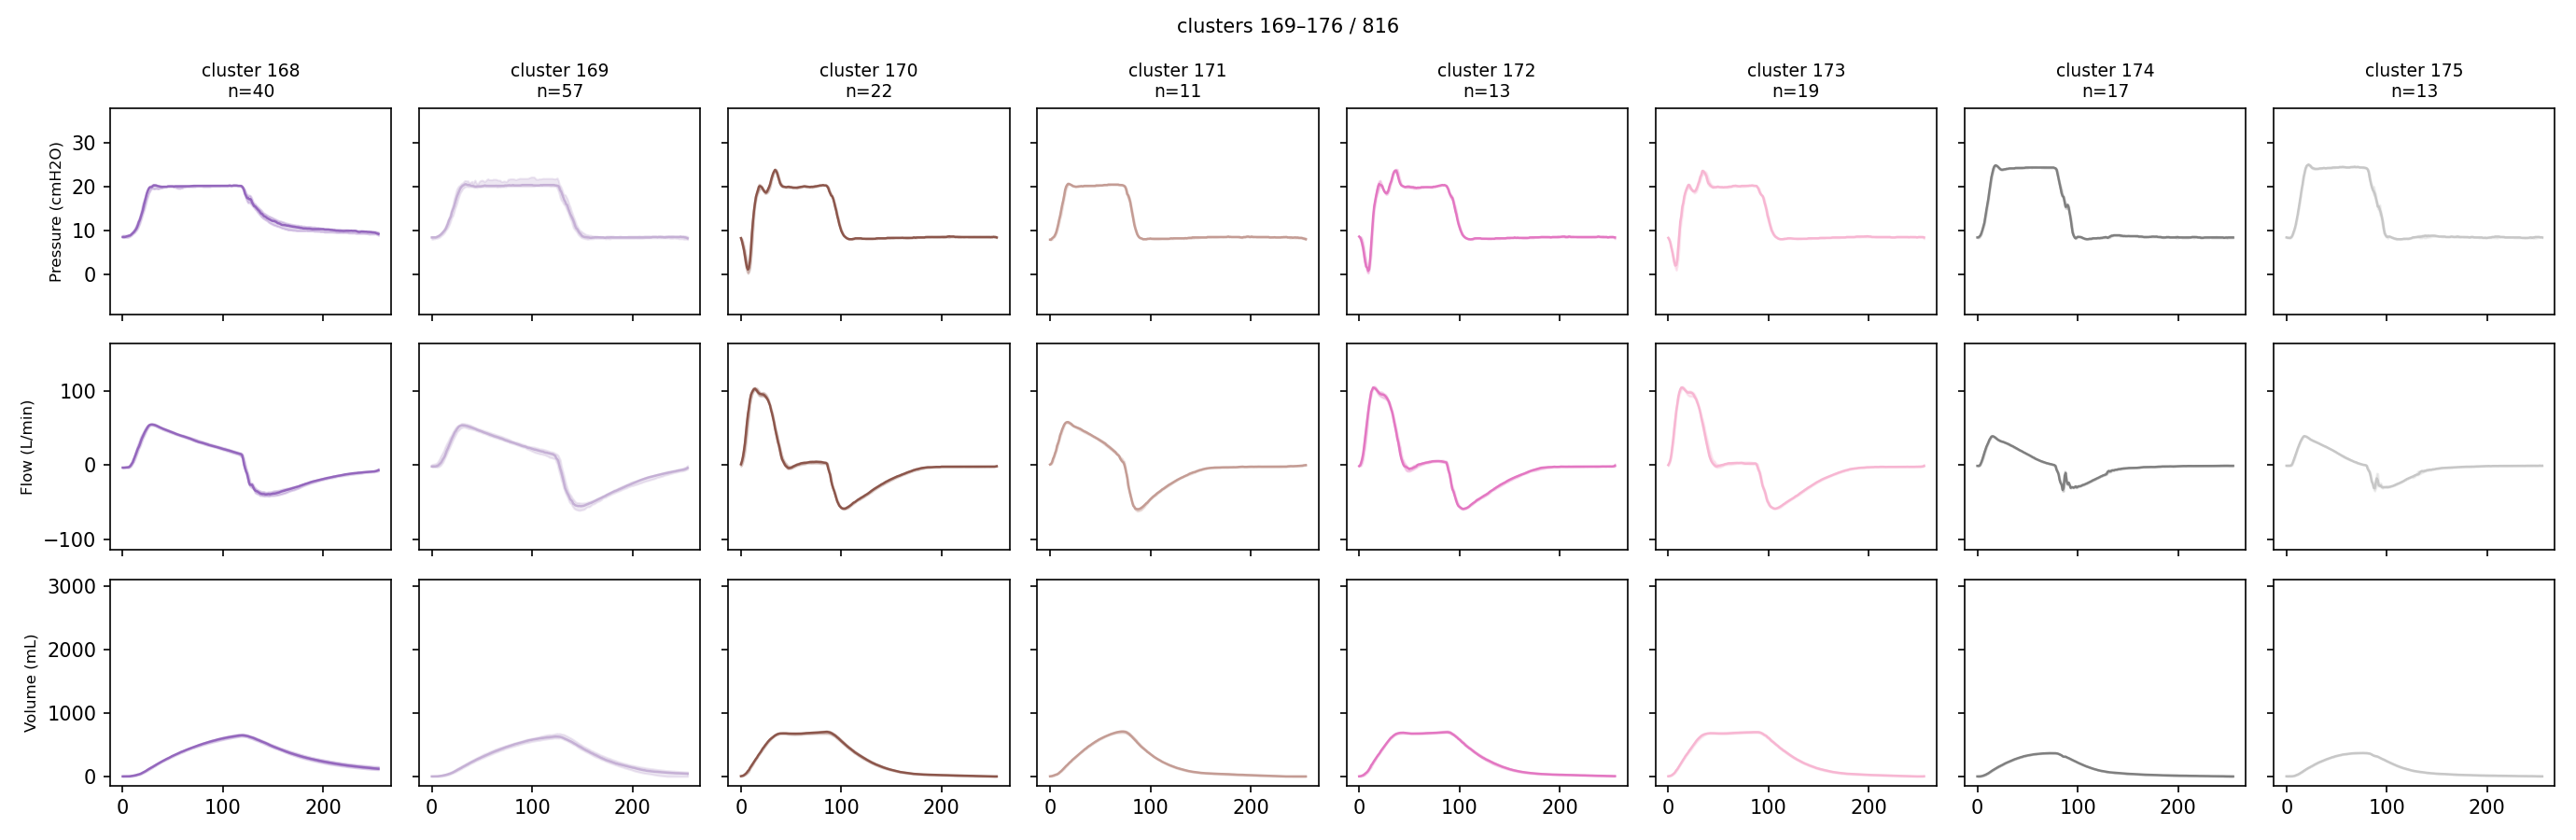 clusters 169–176 / 816
cluster 168
n=40
cluster 169
n=57
cluster 170
n=22
cluster 171
n=11
cluster 172
n=13
cluster 173
n=19
cluster 174
n=17
cluster 175
n=13
Pressure (cmH2O)
30
20
10
0
Flow (L/min)
100
0
−100
Volume (mL)
3000
2000
1000
0
0 100 200
0 100 200
0 100 200
0 100 200
0 100 200
0 100 200
0 100 200
0 100 200